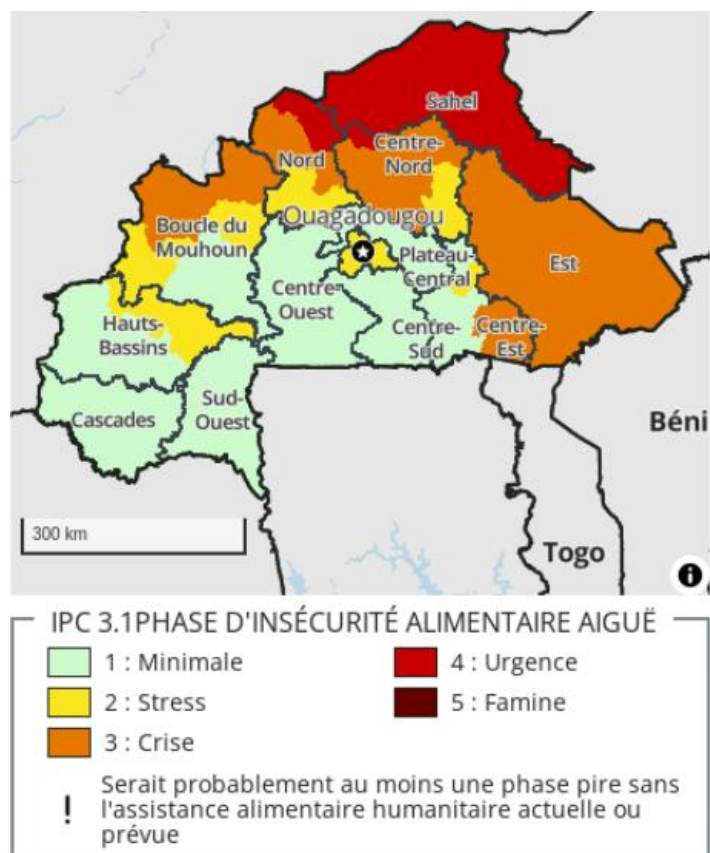 Sahel
Centre-
Nord
Nord
Ouagadougou
Boucle du
Mouhoun
Plateau-
Central
Est
Centre-
Ouest
Hauts-
Bassins
Centre-
Sud
Centre-
Est
Sud-
Ouest
Cascades
Béni
300 km
Togo
i
IPC 3.1PHASE D'INSÉCURITÉ ALIMENTAIRE AIGUË
1 : Minimale
4 : Urgence
2 : Stress
5 : Famine
3 : Crise
! Serait probablement au moins une phase pire sans
l'assistance alimentaire humanitaire actuelle ou
prévue